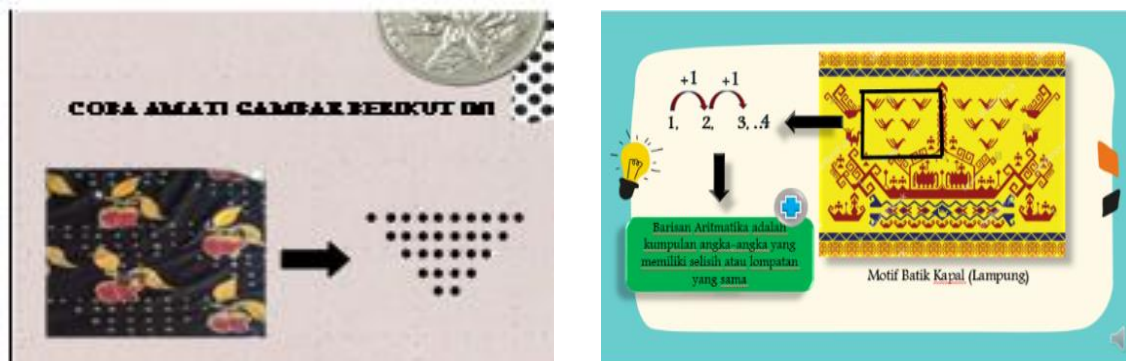 COBA AMATI GAMBAR BERIKUT INI
+1 +1
1, 2, 3, ..4
Barisan Aritmatika adalah
kumpulan angka-angka yang
memiliki selisih atau lompatan
yang sama
Motif Batik Kapal (Lampung)